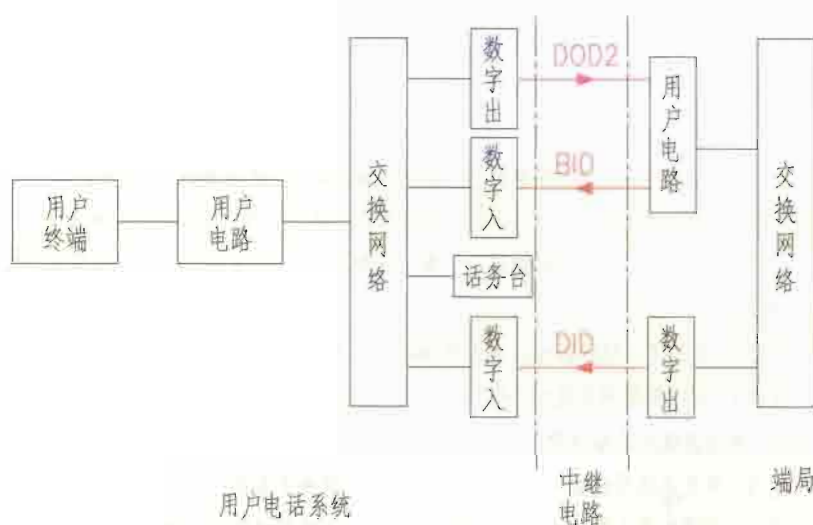 数字出
DOD2
用户电路
交换网络
数字入
BID
交换网络
用户
终端
用户
电路
话务台
数字入
DID
数字出
用户电话系统
中继
电路
端局